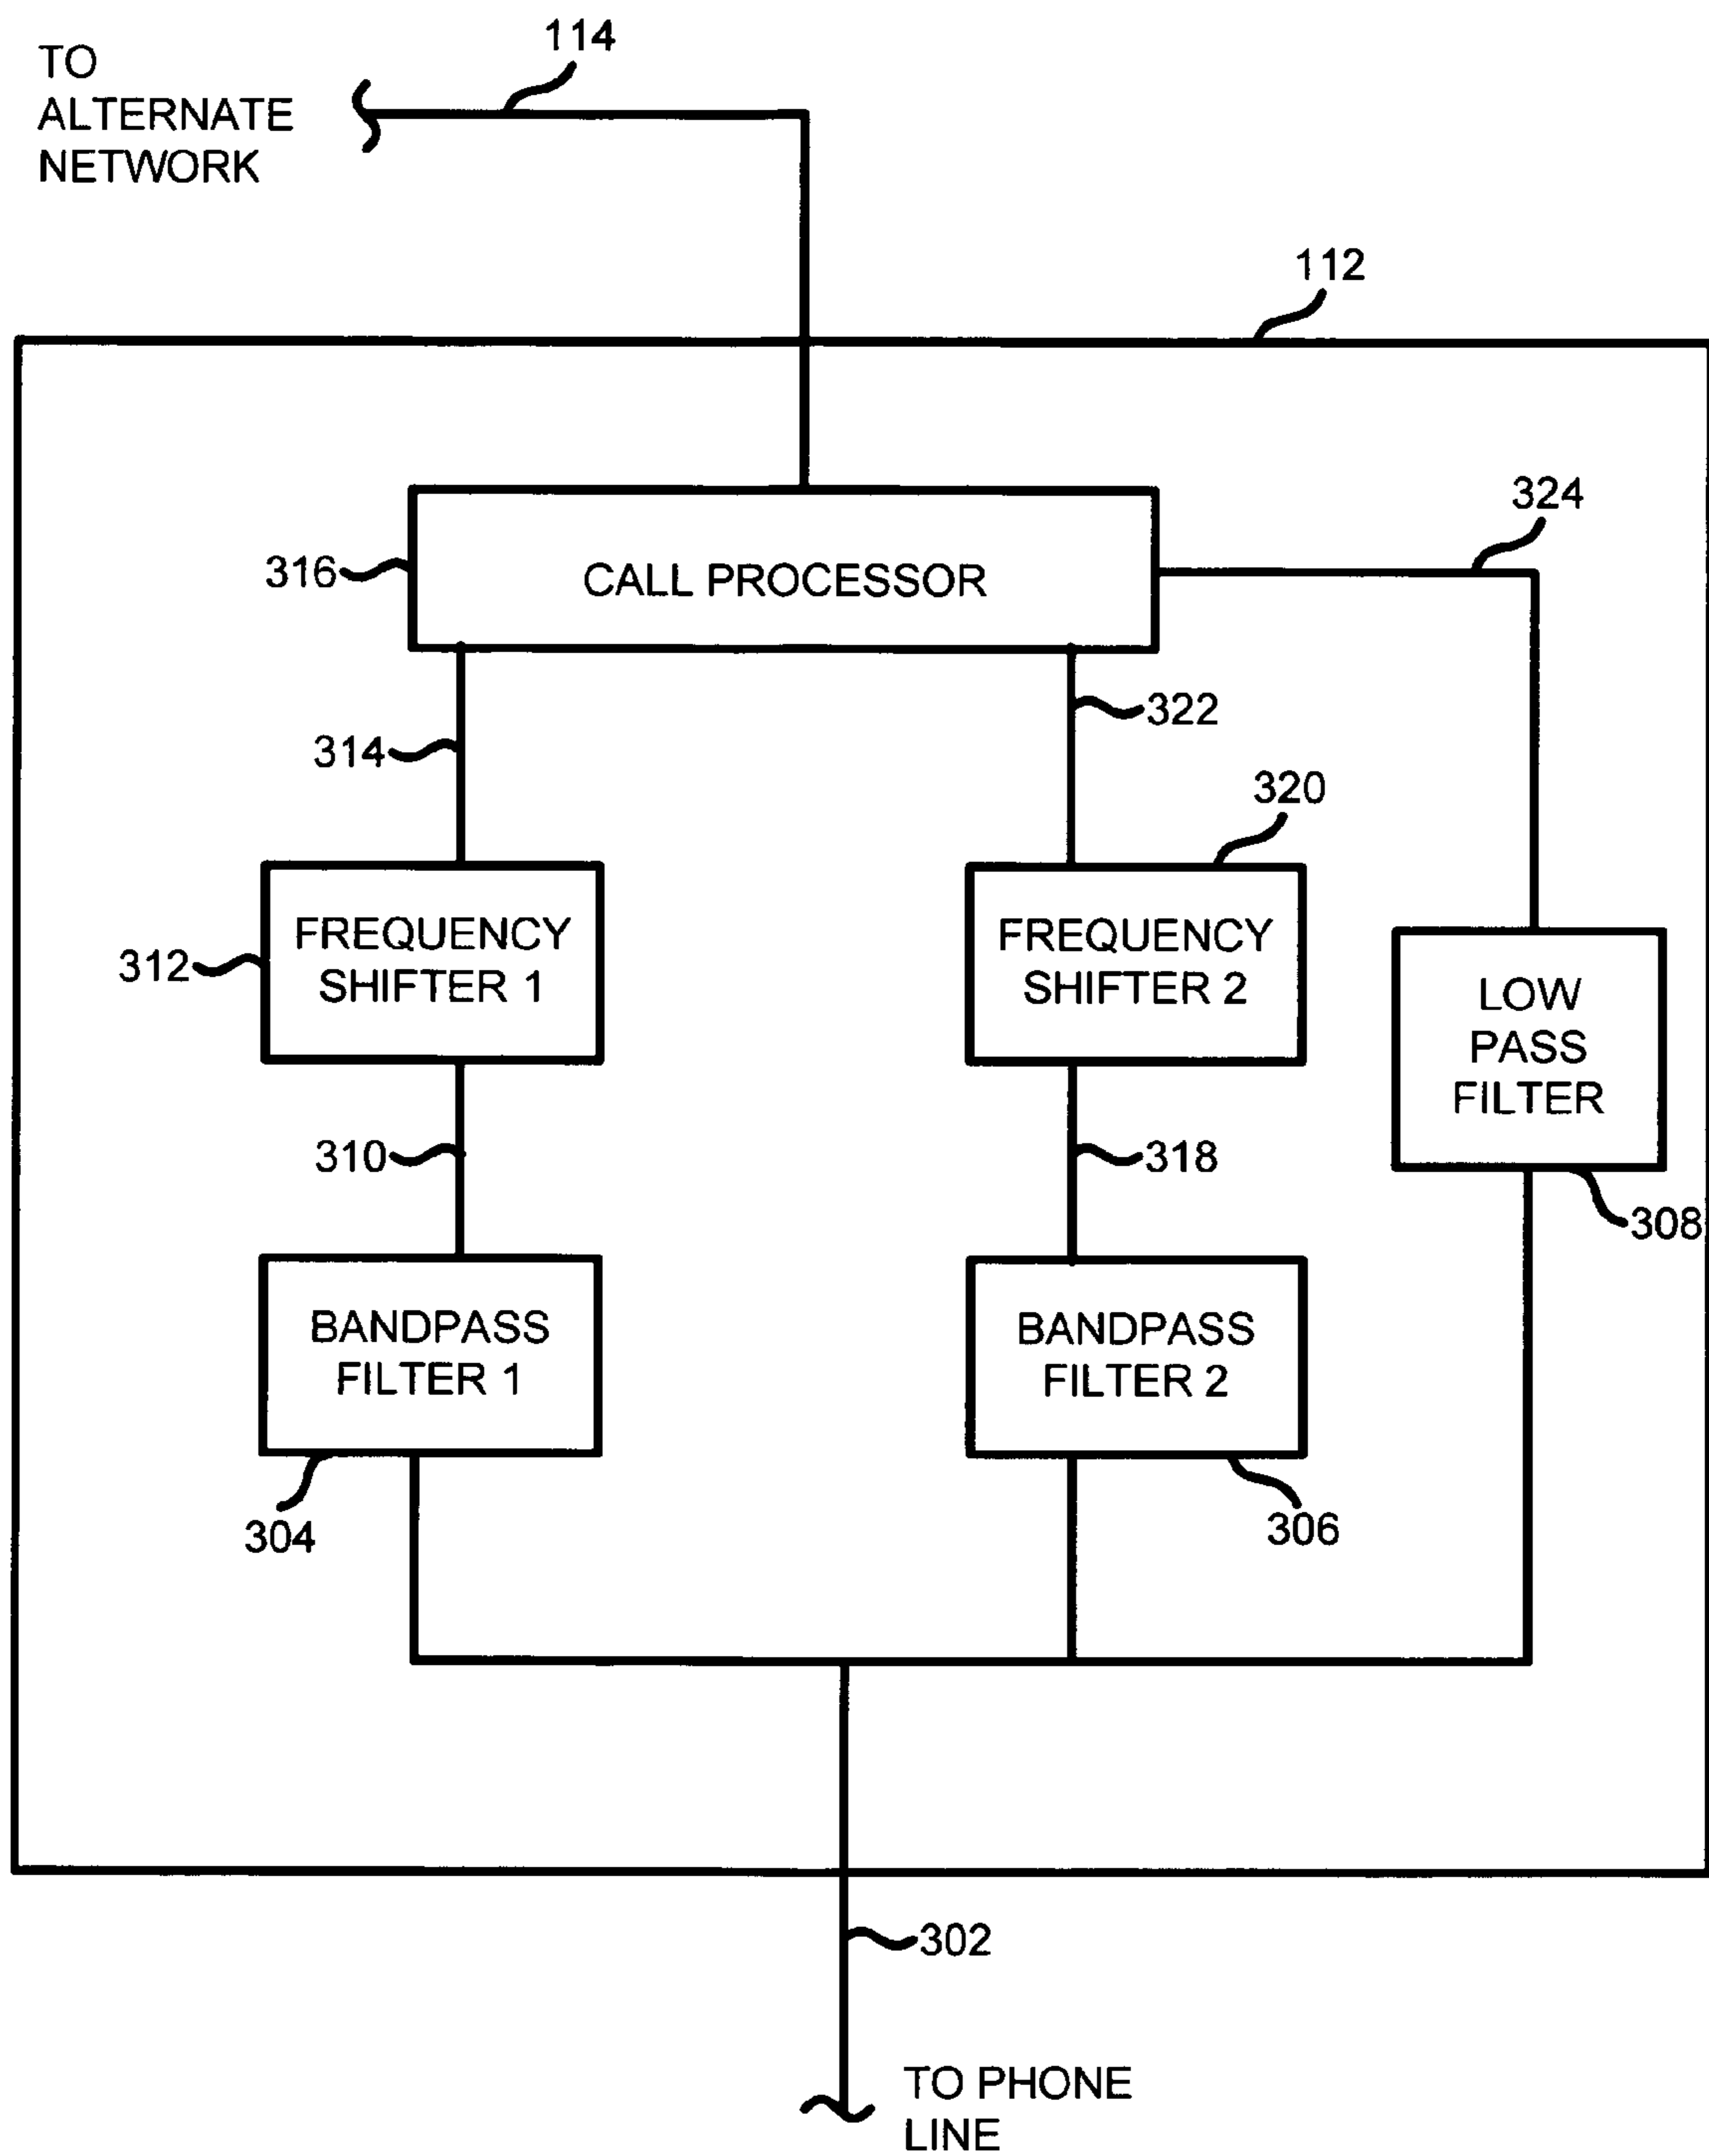 114
TO
ALTERNATE
NETWORK
112
324
316
CALL PROCESSOR
322
314
320
FREQUENCY
SHIFTER 1
FREQUENCY
SHIFTER 2
312
LOW
PASS
FILTER
310
318
308
BANDPASS
FILTER 1
BANDPASS
FILTER 2
304
306
302
TO PHONE
LINE